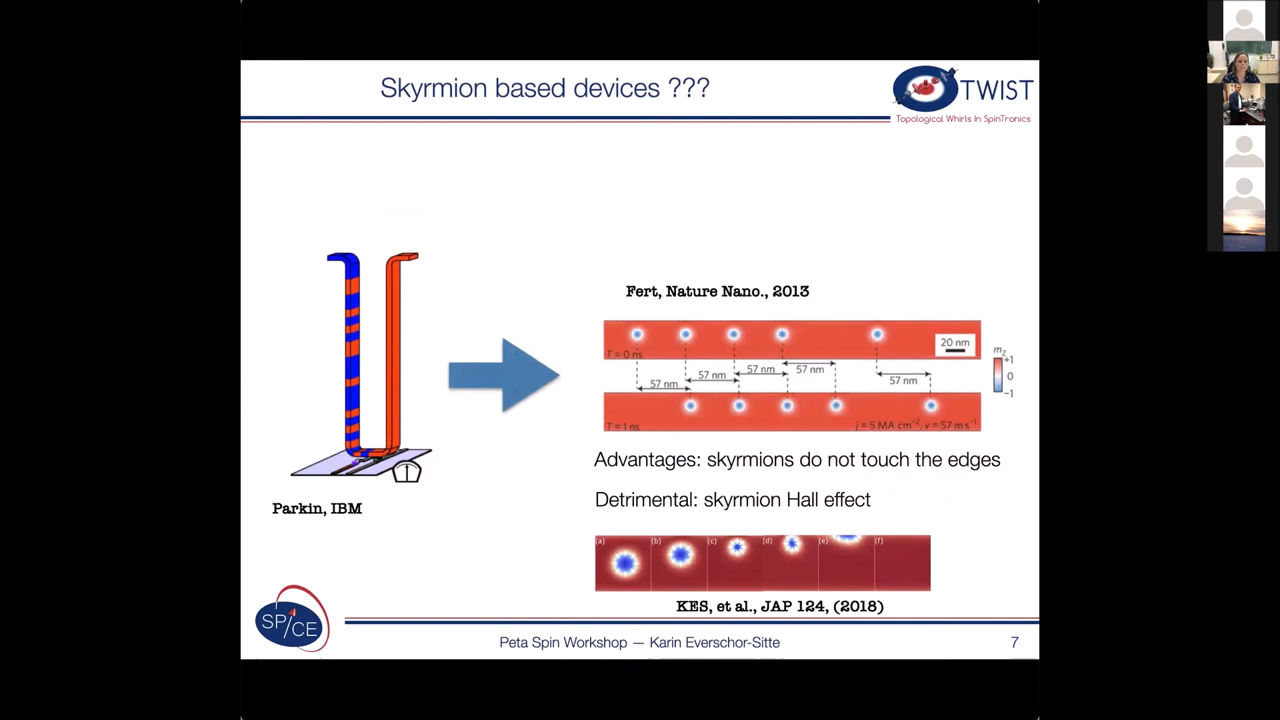 Skyrmion based devices ???
TWIST
Topological Whirls In SpinTronics
Fert, Nature Nano., 2013
20 nm
T = 0 ns
57 nm
57 nm
57 nm
57 nm
57 nm
m_z
+1
0
−1
T = 1 ns
j = 5 MA cm⁻², v = 57 m s⁻¹
Advantages: skyrmions do not touch the edges
Detrimental: skyrmion Hall effect
Parkin, IBM
(a) (b) (c) (d) (e) (f)
KES, et al., JAP 124, (2018)
SPICE
Peta Spin Workshop — Karin Everschor-Sitte
7